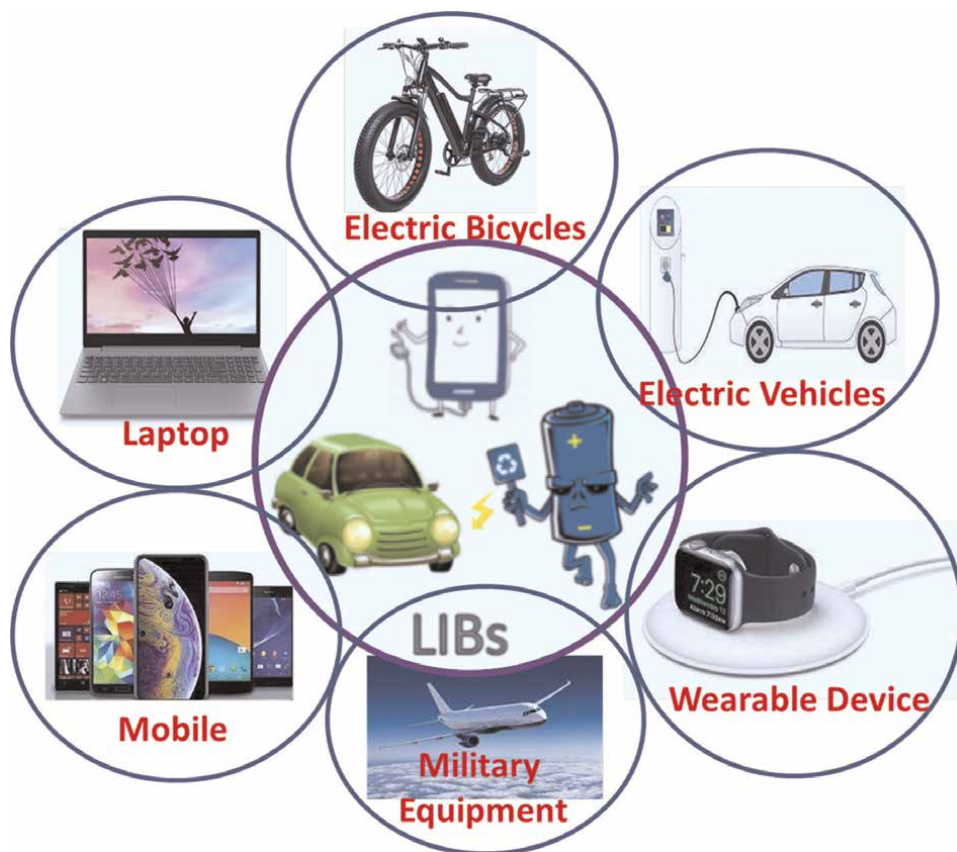 Electric Bicycles
Electric Vehicles
Laptop
LIBs
7:29
Mobile
Wearable Device
Military
Equipment